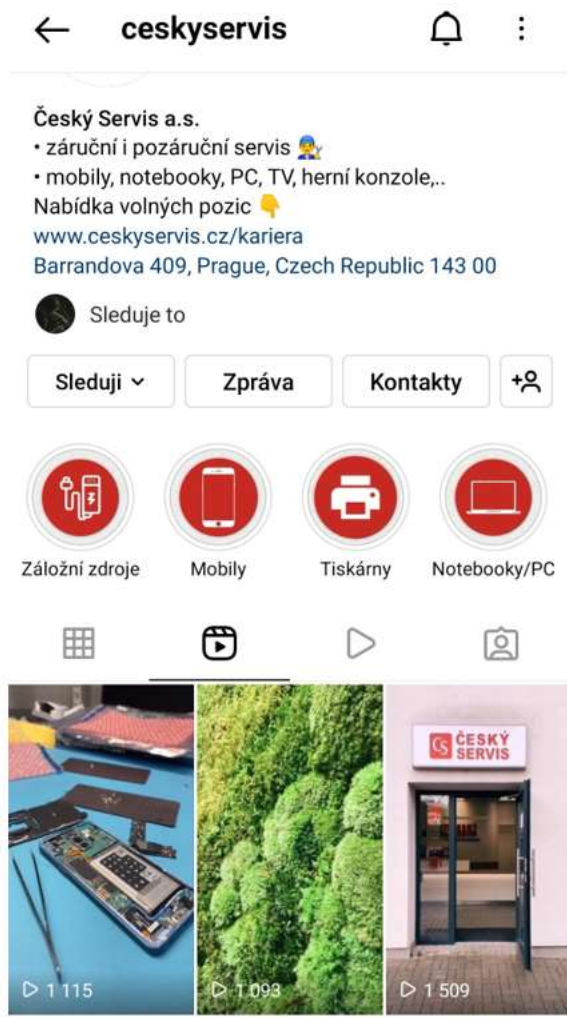 ceskyservis
Český Servis a.s.
• záruční i pozáruční servis 👨‍🔧
• mobily, notebooky, PC, TV, herní konzole,..
Nabídka volných pozic 👇
www.ceskyservis.cz/kariera
Barrandova 409, Prague, Czech Republic 143 00
Sleduje to
Sleduji
Zpráva
Kontakty
Záložní zdroje
Mobily
Tiskárny
Notebooky/PC
CS ČESKÝ
SERVIS
1 115
1 093
1 509